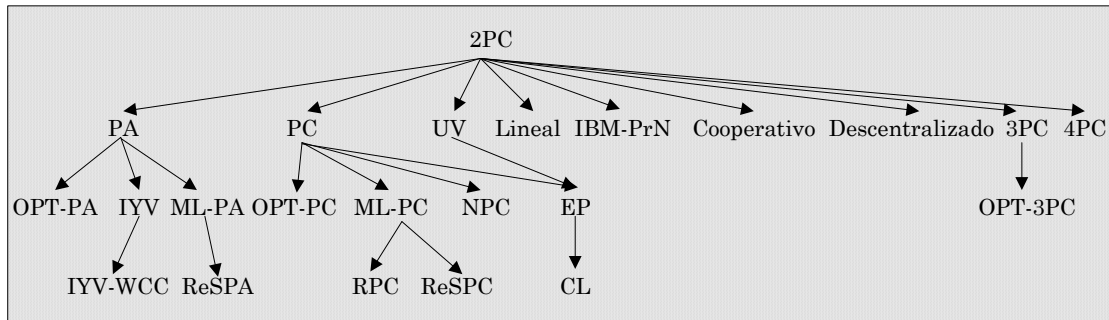 2PC
PA PC UV Lineal IBM-PrN Cooperativo Descentralizado 3PC 4PC
OPT-PA IYV ML-PA OPT-PC ML-PC NPC EP OPT-3PC
IYV-WCC ReSPA RPC ReSPC CL